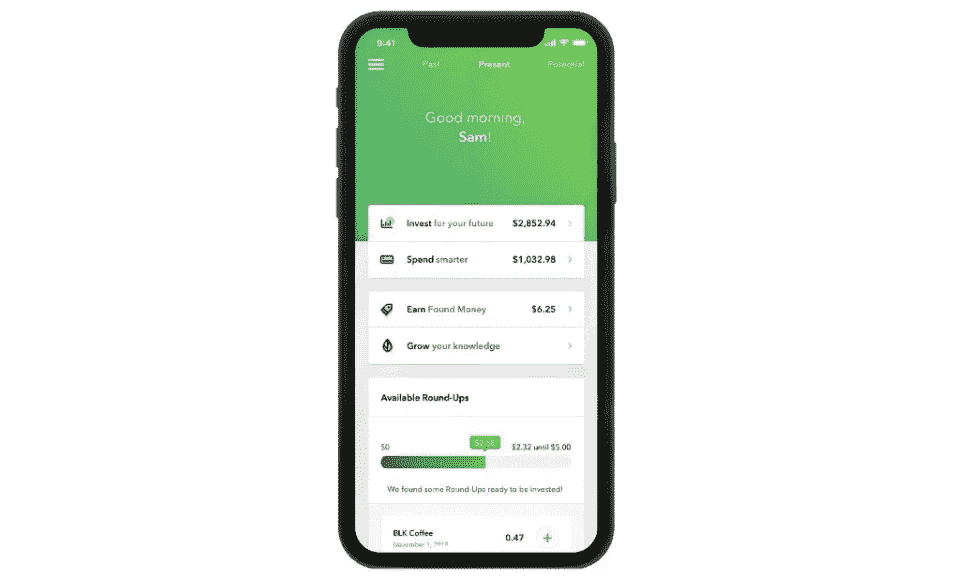 9:41
Past Present Potential
Good morning,
Sam!
Invest for your future $2,852.94
Spend smarter $1,032.98
Earn Found Money $6.25
Grow your knowledge
Available Round-Ups
$0 $2.32 until $5.00
We found some Round-Ups ready to be invested!
BLK Coffee 0.47 +
November 1, 2018